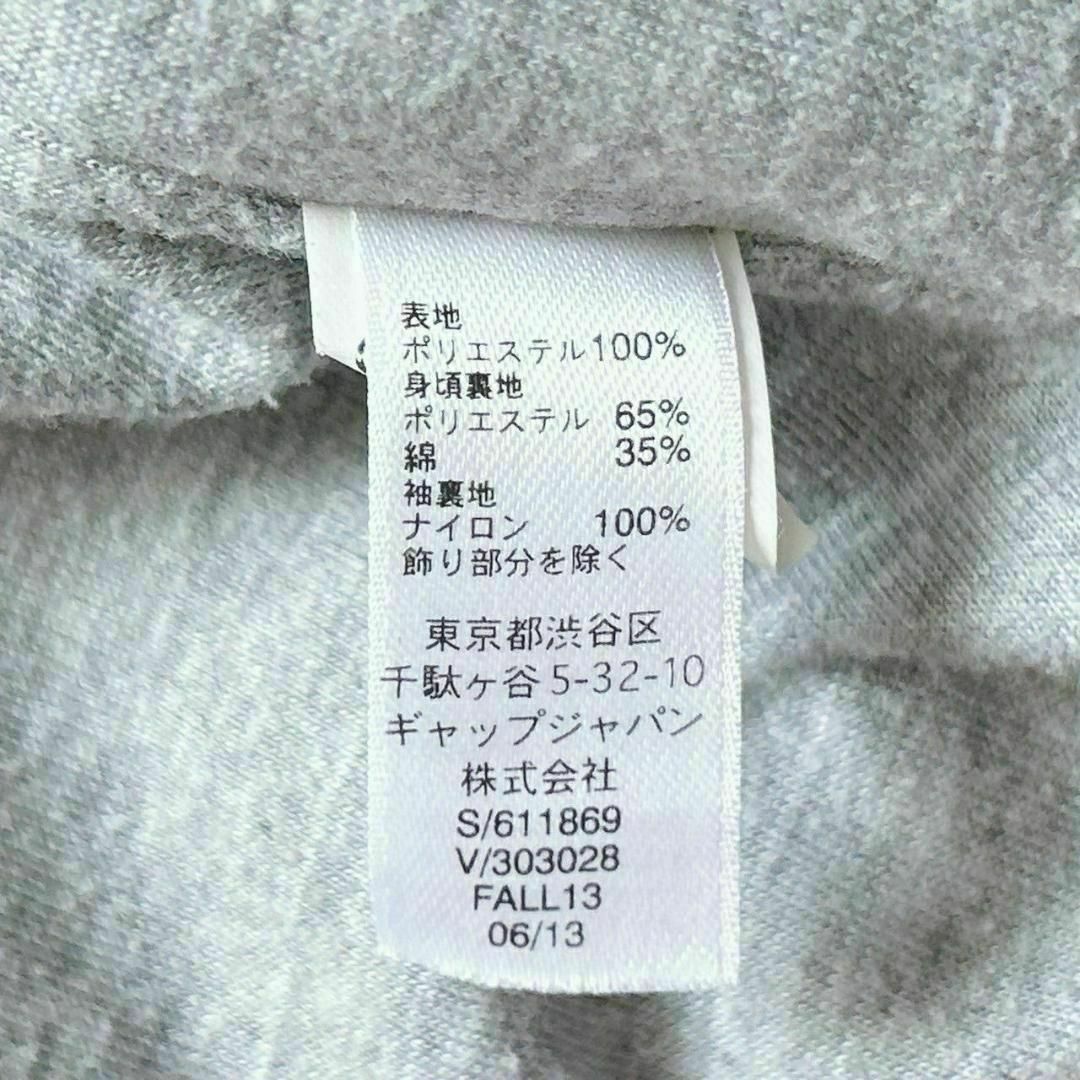 表地
ポリエステル100%
身頃裏地
ポリエステル 65%
綿 35%
袖裏地
ナイロン 100%
飾り部分を除く
東京都渋谷区
千駄ヶ谷 5-32-10
ギャップジャパン
株式会社
S/611869
V/303028
FALL13
06/13